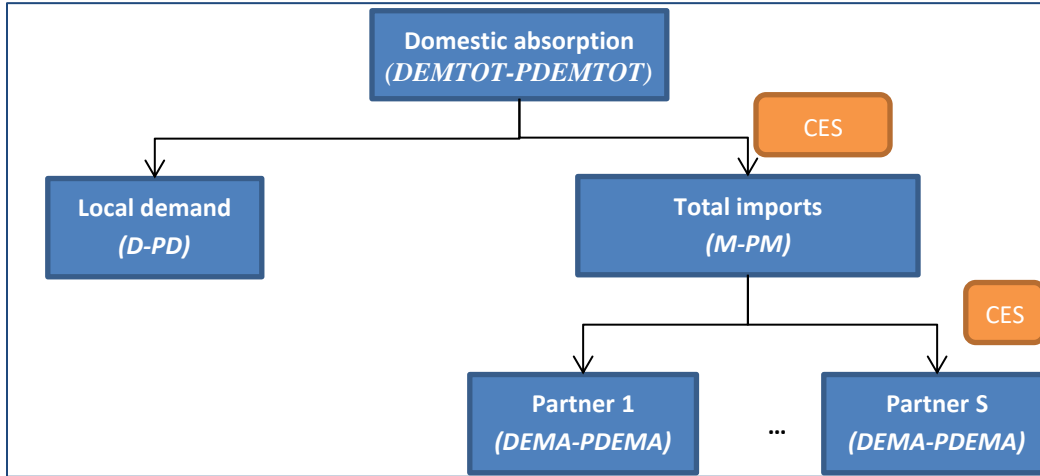 Domestic absorption
(DEMTOT-PDEMTOT)
CES
Local demand
(D-PD)
Total imports
(M-PM)
CES
Partner 1
(DEMA-PDEMA)
...
Partner S
(DEMA-PDEMA)